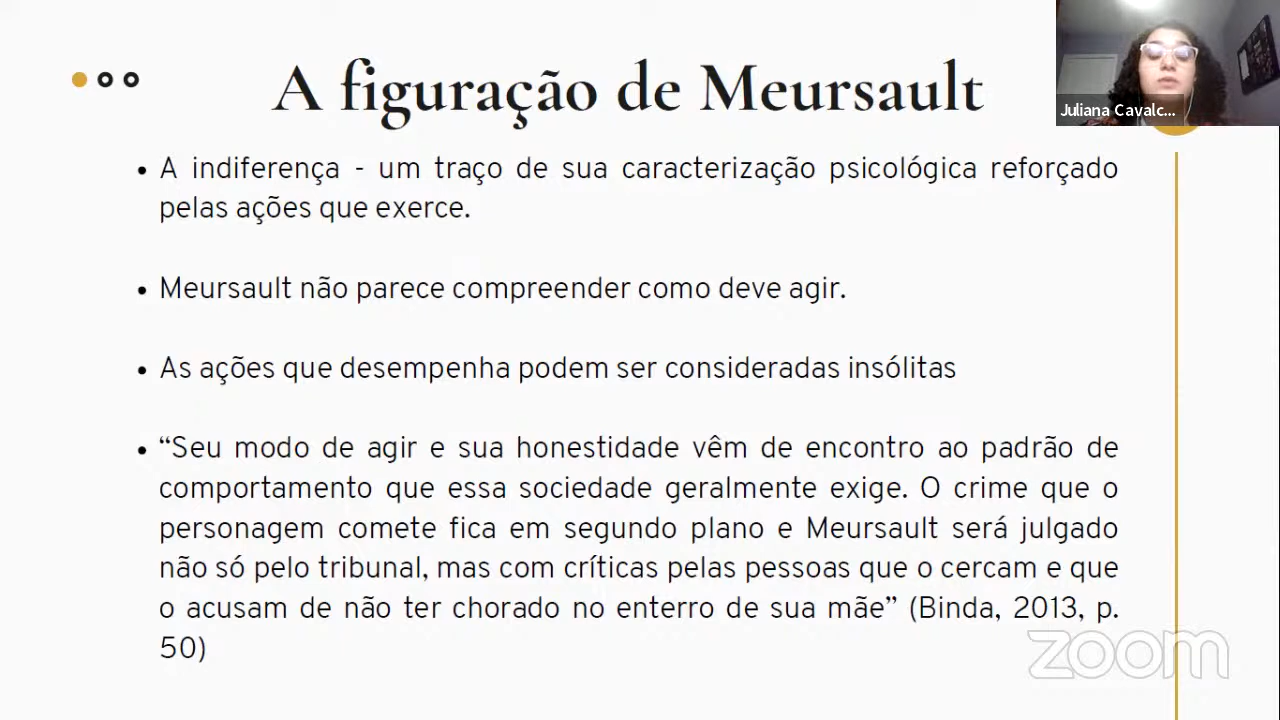 A figuração de Meursault
Juliana Cavalc...
• A indiferença - um traço de sua caracterização psicológica reforçado
pelas ações que exerce.
• Meursault não parece compreender como deve agir.
• As ações que desempenha podem ser consideradas insólitas
• “Seu modo de agir e sua honestidade vêm de encontro ao padrão de
comportamento que essa sociedade geralmente exige. O crime que o
personagem comete fica em segundo plano e Meursault será julgado
não só pelo tribunal, mas com críticas pelas pessoas que o cercam e que
o acusam de não ter chorado no enterro de sua mãe” (Binda, 2013, p.
50)
zoom